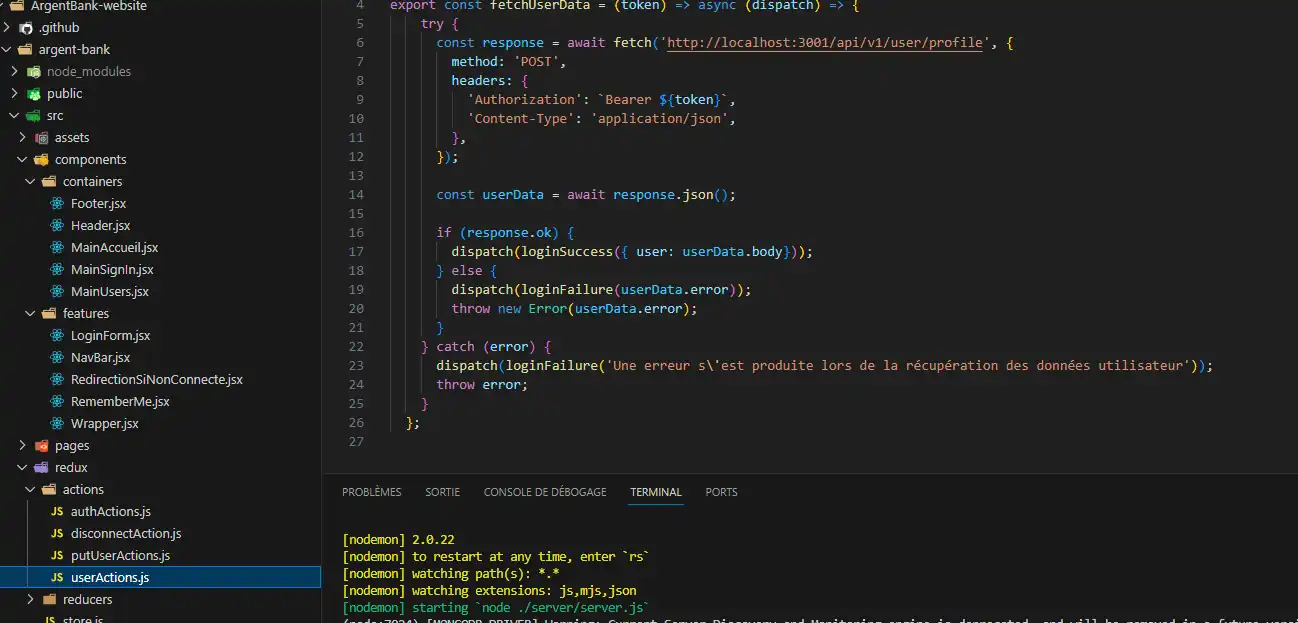 ArgentBank-website
.github
argent-bank
node_modules
public
src
assets
components
containers
Footer.jsx
Header.jsx
MainAccueil.jsx
MainSignIn.jsx
MainUsers.jsx
features
LoginForm.jsx
NavBar.jsx
RedirectionSiNonConnecte.jsx
RememberMe.jsx
Wrapper.jsx
pages
redux
actions
JS authActions.js
JS disconnectAction.js
JS putUserActions.js
JS userActions.js
reducers
JS store.js
4 export const fetchUserData = (token) => async (dispatch) => {
5 try {
6 const response = await fetch('http://localhost:3001/api/v1/user/profile', {
7 method: 'POST',
8 headers: {
9 'Authorization': `Bearer ${token}`,
10 'Content-Type': 'application/json',
11 },
12 });
13
14 const userData = await response.json();
15
16 if (response.ok) {
17 dispatch(loginSuccess({ user: userData.body}));
18 } else {
19 dispatch(loginFailure(userData.error));
20 throw new Error(userData.error);
21 }
22 } catch (error) {
23 dispatch(loginFailure('Une erreur s\'est produite lors de la récupération des données utilisateur'));
24 throw error;
25 }
26 };
27
PROBLÈMES SORTIE CONSOLE DE DÉBOGAGE TERMINAL PORTS
[nodemon] 2.0.22
[nodemon] to restart at any time, enter `rs`
[nodemon] watching path(s): *.*
[nodemon] watching extensions: js,mjs,json
[nodemon] starting `node ./server/server.js`